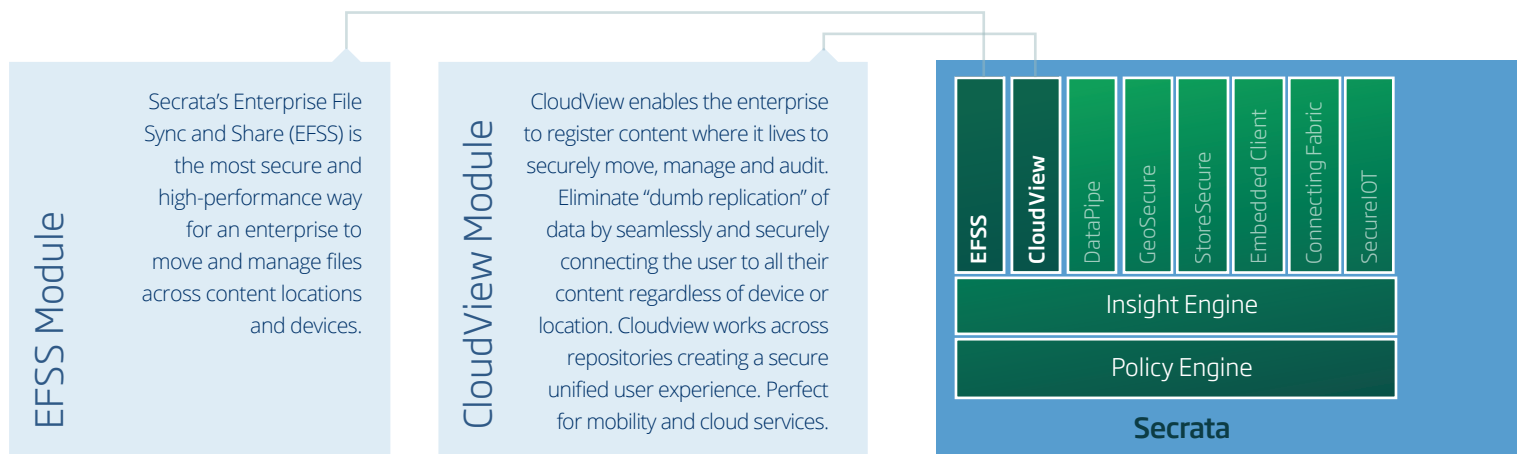 EFSS Module
Secrata’s Enterprise File
Sync and Share (EFSS) is
the most secure and
high-performance way
for an enterprise to
move and manage files
across content locations
and devices.
CloudView Module
CloudView enables the enterprise
to register content where it lives to
securely move, manage and audit.
Eliminate “dumb replication” of
data by seamlessly and securely
connecting the user to all their
content regardless of device or
location. Cloudview works across
repositories creating a secure
unified user experience. Perfect
for mobility and cloud services.
EFSS
CloudView
DataPipe
GeoSecure
StoreSecure
Embedded Client
Connecting Fabric
SecureIOT
Insight Engine
Policy Engine
Secrata